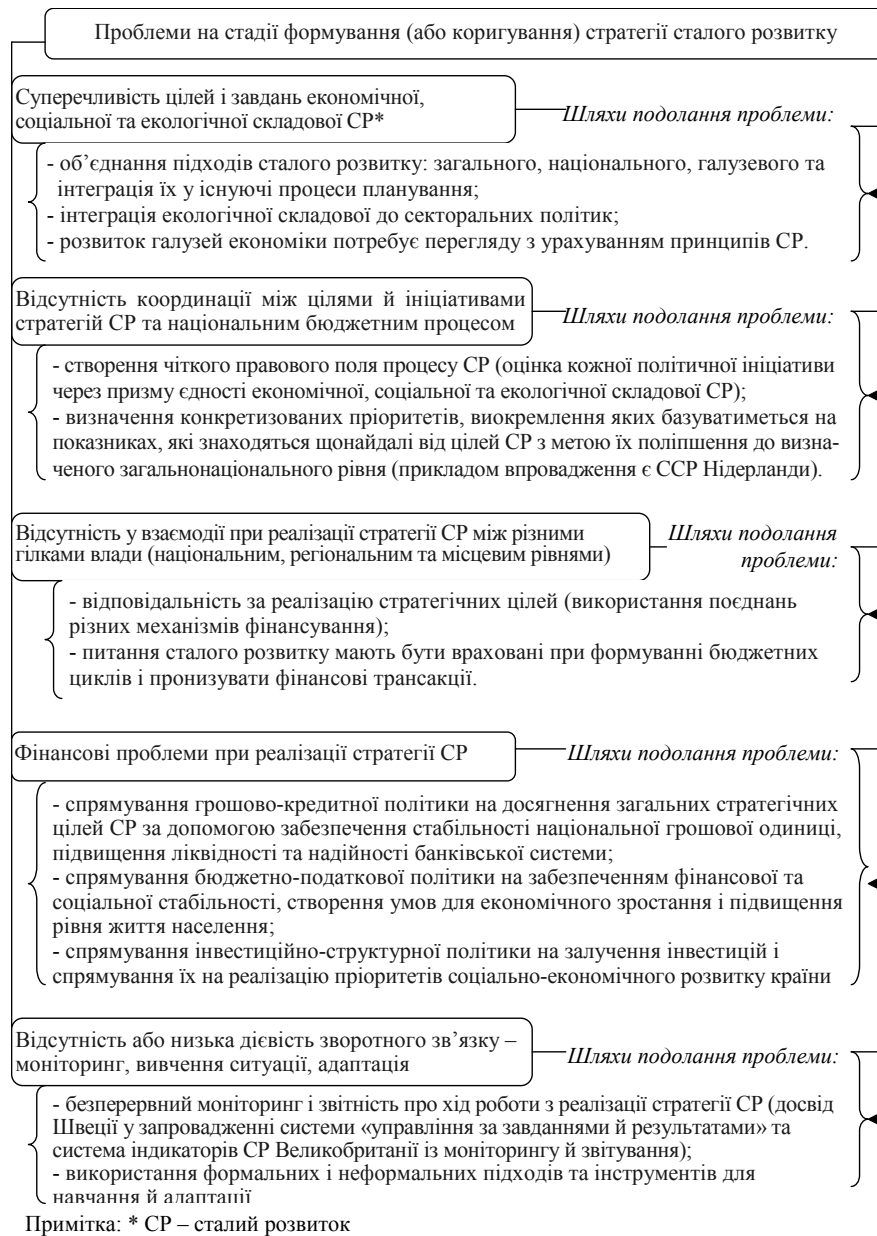 Проблеми на стадії формування (або коригування) стратегії сталого розвитку
Суперечливість цілей і завдань економічної,
соціальної та екологічної складової СР*
Шляхи подолання проблеми:
- об’єднання підходів сталого розвитку: загального, національного, галузевого та
інтеграція їх у існуючі процеси планування;
- інтеграція екологічної складової до секторальних політик;
- розвиток галузей економіки потребує перегляду з урахуванням принципів СР.
Відсутність координації між цілями й ініціативами
стратегій СР та національним бюджетним процесом
Шляхи подолання проблеми:
- створення чіткого правового поля процесу СР (оцінка кожної політичної ініціативи
через призму єдності економічної, соціальної та екологічної складової СР);
- визначення конкретизованих пріоритетів, виокремлення яких базуватиметься на
показниках, які знаходяться щонайдалі від цілей СР з метою їх поліпшення до визна-
ченого загальнонаціонального рівня (прикладом впровадження є ССР Нідерланди).
Відсутність у взаємодії при реалізації стратегії СР між різними
гілками влади (національним, регіональним та місцевим рівнями)
Шляхи подолання
проблеми:
- відповідальність за реалізацію стратегічних цілей (використання поєднань
різних механізмів фінансування);
- питання сталого розвитку мають бути враховані при формуванні бюджетних
циклів і пронизувати фінансові трансакції.
Фінансові проблеми при реалізації стратегії СР
Шляхи подолання проблеми:
- спрямування грошово-кредитної політики на досягнення загальних стратегічних
цілей СР за допомогою забезпечення стабільності національної грошової одиниці,
підвищення ліквідності та надійності банківської системи;
- спрямування бюджетно-податкової політики на забезпеченням фінансової та
соціальної стабільності, створення умов для економічного зростання і підвищення
рівня життя населення;
- спрямування інвестиційно-структурної політики на залучення інвестицій і
спрямування їх на реалізацію пріоритетів соціально-економічного розвитку країни
Відсутність або низька дієвість зворотного зв’язку –
моніторинг, вивчення ситуації, адаптація
Шляхи подолання проблеми:
- безперервний моніторинг і звітність про хід роботи з реалізації стратегії СР (досвід
Швеції у запровадженні системи «управління за завданнями й результатами» та
система індикаторів СР Великобританії із моніторингу й звітування);
- використання формальних і неформальних підходів та інструментів для
навчання й адаптації
Примітка: * СР – сталий розвиток